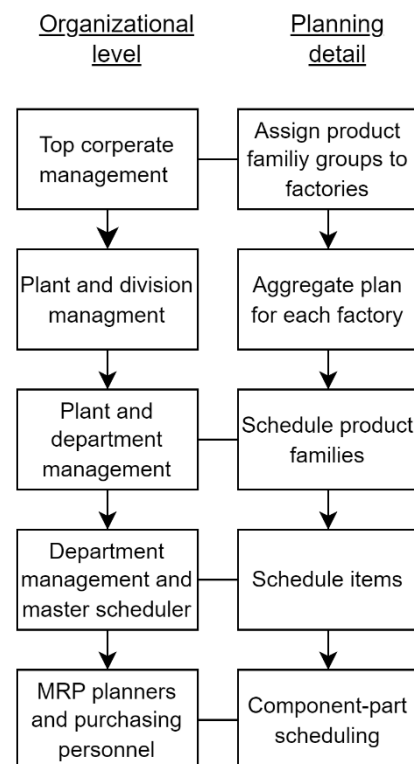 Organizational
level
Planning
detail
Top corperate
management
Assign product
familiy groups to
factories
Plant and division
managment
Aggregate plan
for each factory
Plant and
department
management
Schedule product
families
Department
management and
master scheduler
Schedule items
MRP planners
and purchasing
personnel
Component-part
scheduling